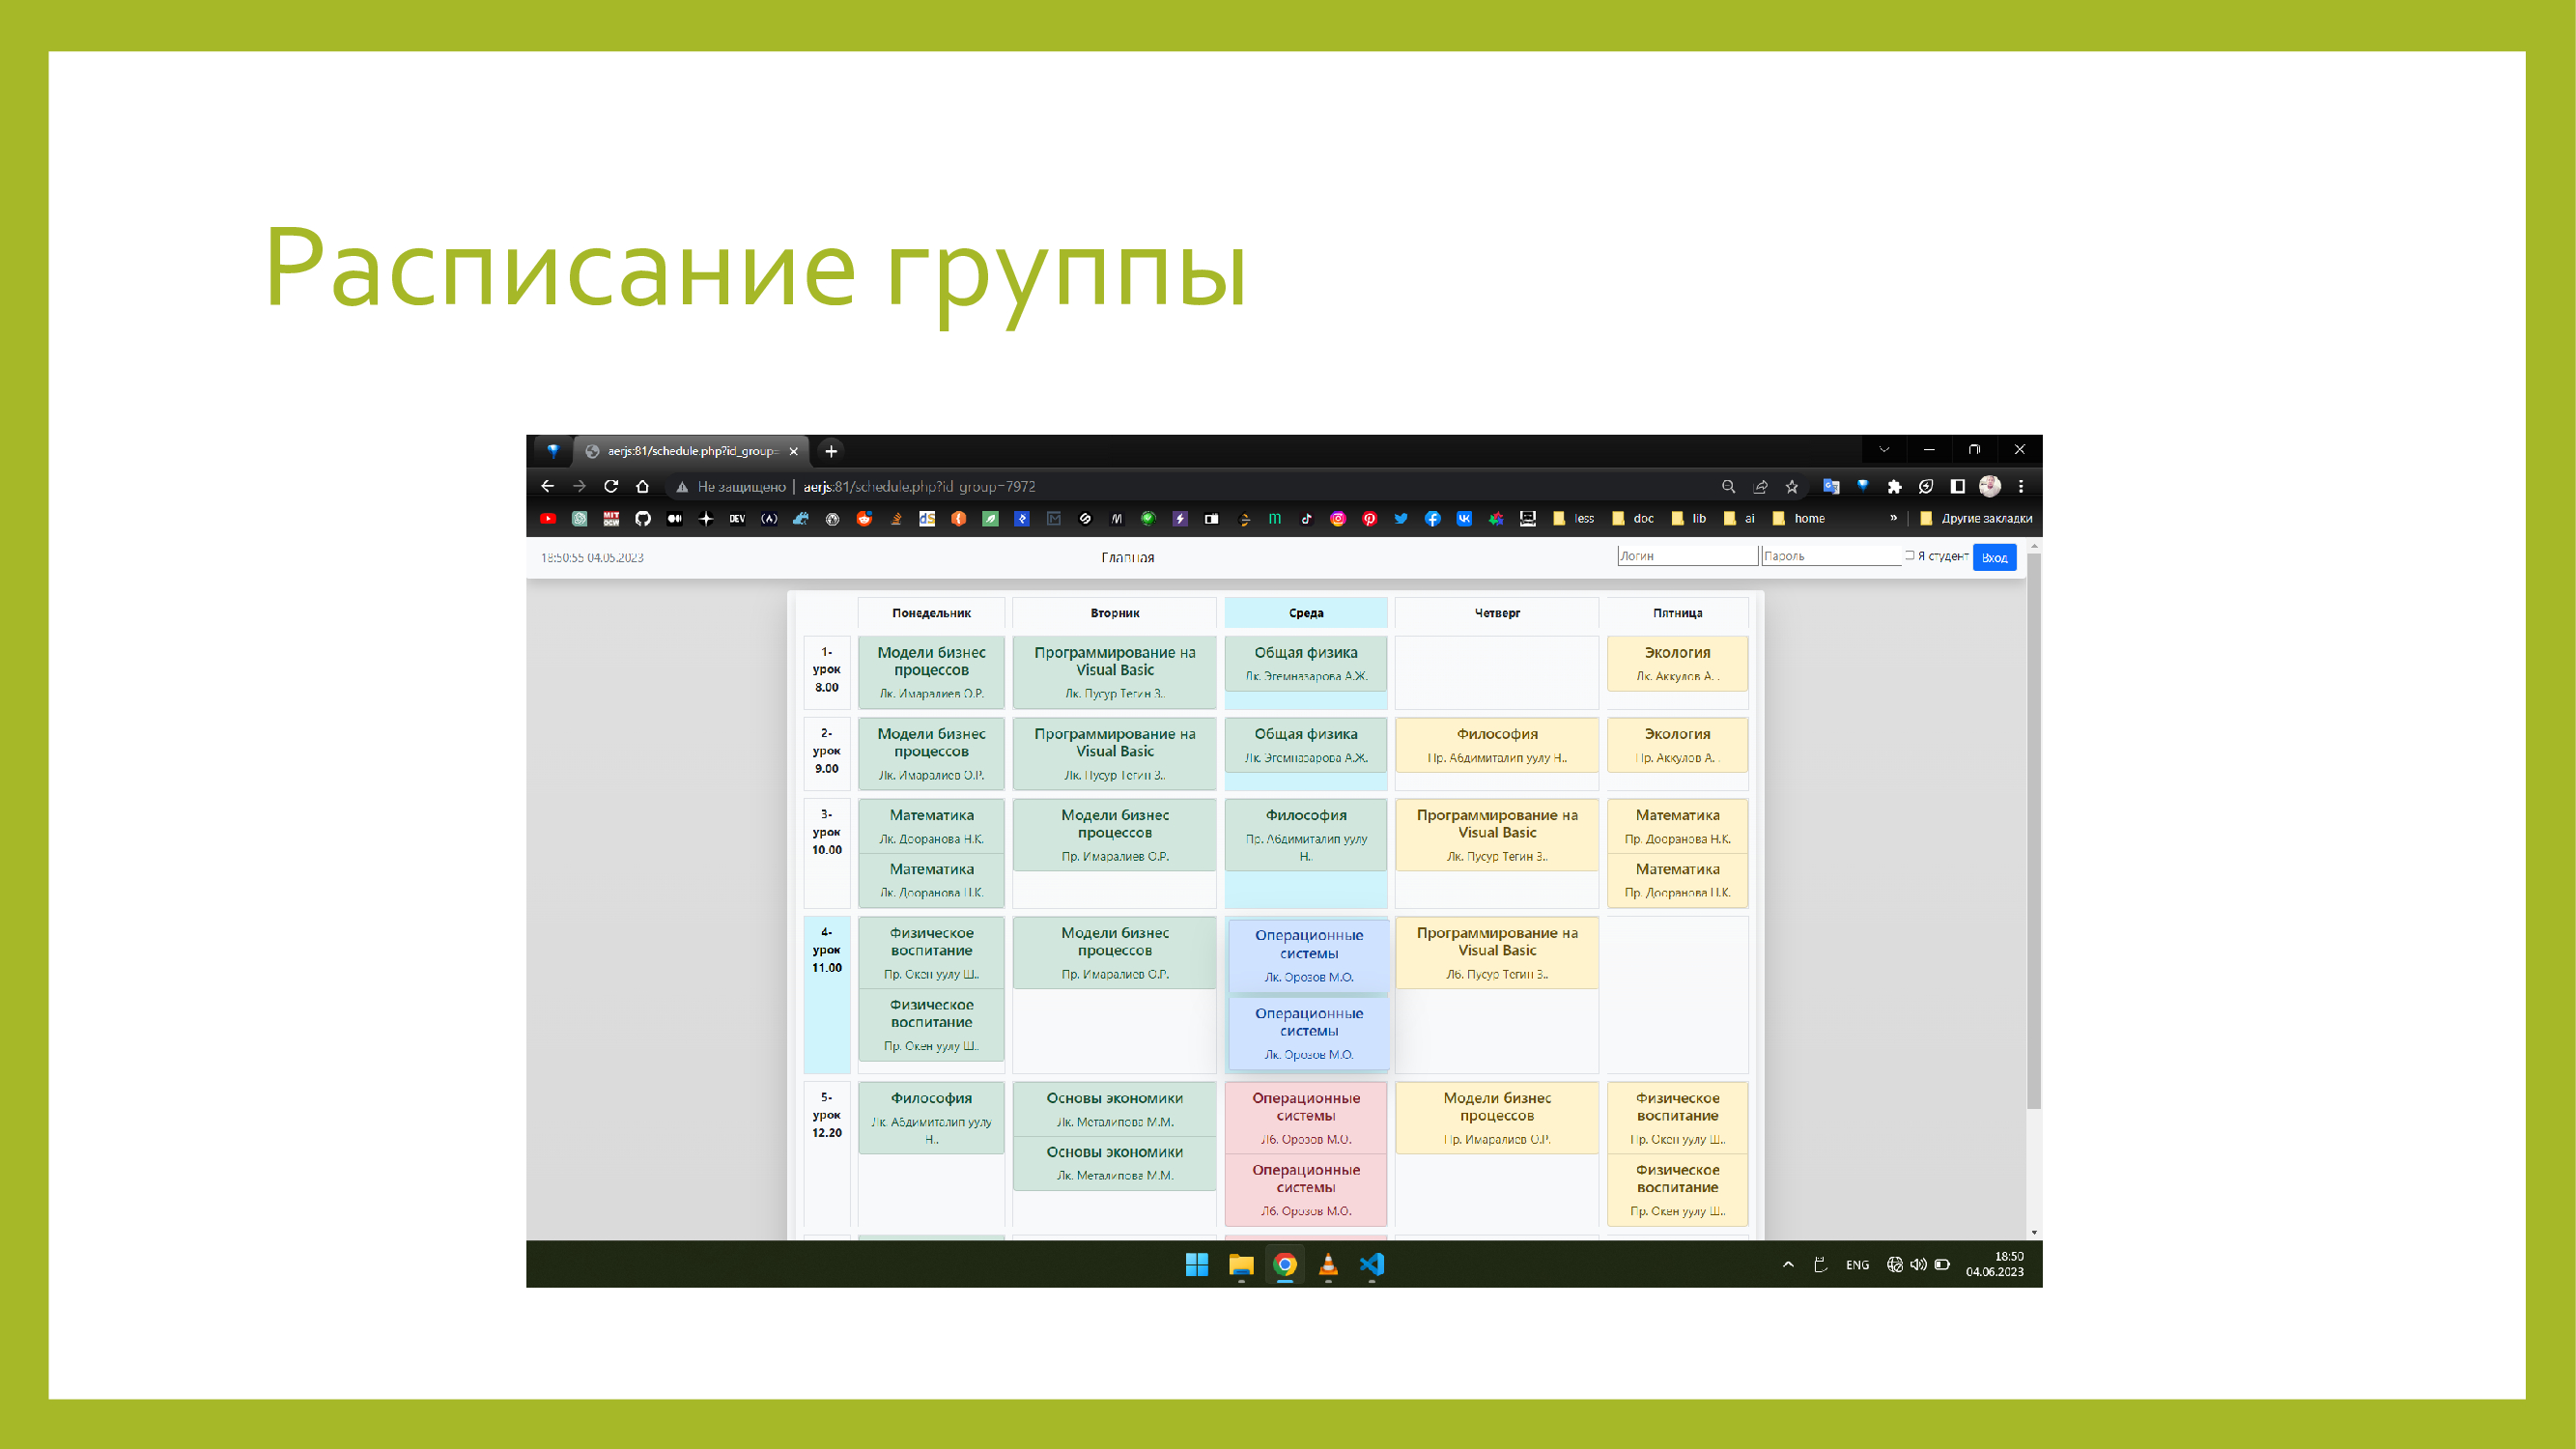 Расписание группы
aerjs:81/schedule.php?id_group=
Не защищено | aerjs:81/schedule.php?id_group=7972
less doc lib ai home » Другие закладки
18:50:55 04.05.2023 Главная Логин Пароль Я студент Вход
Понедельник Вторник Среда Четверг Пятница
1-
урок
8.00
Модели бизнес
процессов
Лк. Имаралиев О.Р.
Программирование на
Visual Basic
Лк. Пусур Тегин З..
Общая физика
Лк. Эгемназарова А.Ж.
Экология
Лк. Аккулов А. .
2-
урок
9.00
Модели бизнес
процессов
Лк. Имаралиев О.Р.
Программирование на
Visual Basic
Лк. Пусур Тегин З..
Общая физика
Лк. Эгемназарова А.Ж.
Философия
Пр. Абдимиталип уулу Н..
Экология
Пр. Аккулов А. .
3-
урок
10.00
Математика
Лк. Дооранова Н.К.
Математика
Лк. Дооранова Н.К.
Модели бизнес
процессов
Пр. Имаралиев О.Р.
Философия
Пр. Абдимиталип уулу
Н..
Программирование на
Visual Basic
Лк. Пусур Тегин З..
Математика
Пр. Дооранова Н.К.
Математика
Пр. Дооранова Н.К.
4-
урок
11.00
Физическое
воспитание
Пр. Окен уулу Ш..
Физическое
воспитание
Пр. Окен уулу Ш..
Модели бизнес
процессов
Пр. Имаралиев О.Р.
Операционные
системы
Лк. Орозов М.О.
Операционные
системы
Лк. Орозов М.О.
Программирование на
Visual Basic
Лб. Пусур Тегин З..
5-
урок
12.20
Философия
Лк. Абдимиталип уулу
Н..
Основы экономики
Лк. Металипова М.М.
Основы экономики
Лк. Металипова М.М.
Операционные
системы
Лб. Орозов М.О.
Операционные
системы
Лб. Орозов М.О.
Модели бизнес
процессов
Пр. Имаралиев О.Р.
Физическое
воспитание
Пр. Окен уулу Ш..
Физическое
воспитание
Пр. Окен уулу Ш..
ENG
18:50
04.06.2023